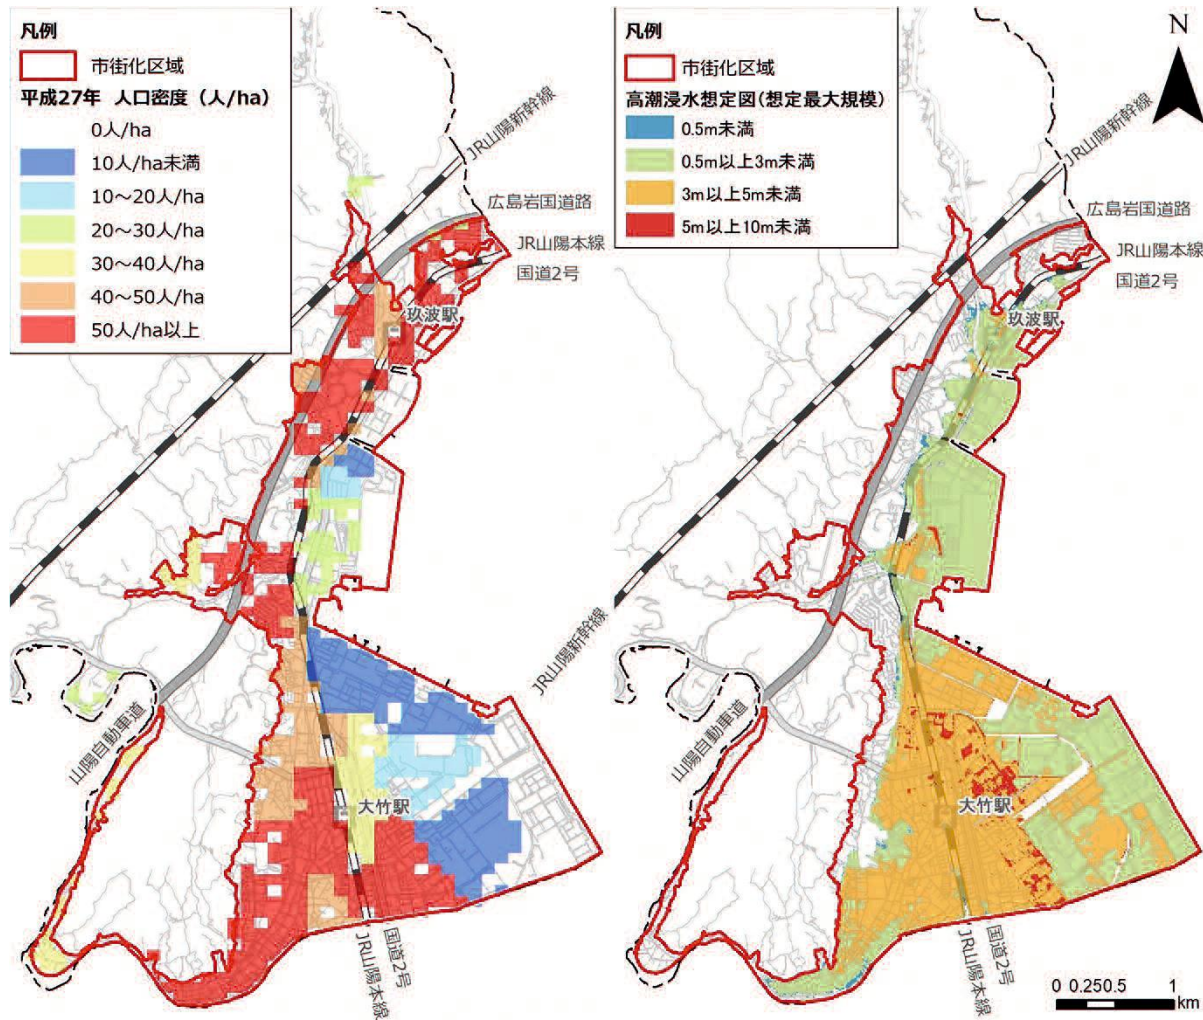 凡例
市街化区域
平成27年 人口密度（人/ha）
0人/ha
10人/ha未満
10～20人/ha
20～30人/ha
30～40人/ha
40～50人/ha
50人/ha以上
JR山陽新幹線
広島岩国道路
JR山陽本線
国道2号
玖波駅
JR山陽新幹線
山陽自動車道
大竹駅
国道2号
JR山陽本線
凡例
市街化区域
高潮浸水想定図（想定最大規模）
0.5m未満
0.5m以上3m未満
3m以上5m未満
5m以上10m未満
N
JR山陽新幹線
広島岩国道路
JR山陽本線
国道2号
玖波駅
山陽自動車道
大竹駅
国道2号
JR山陽本線
0 0.250.5 1
km